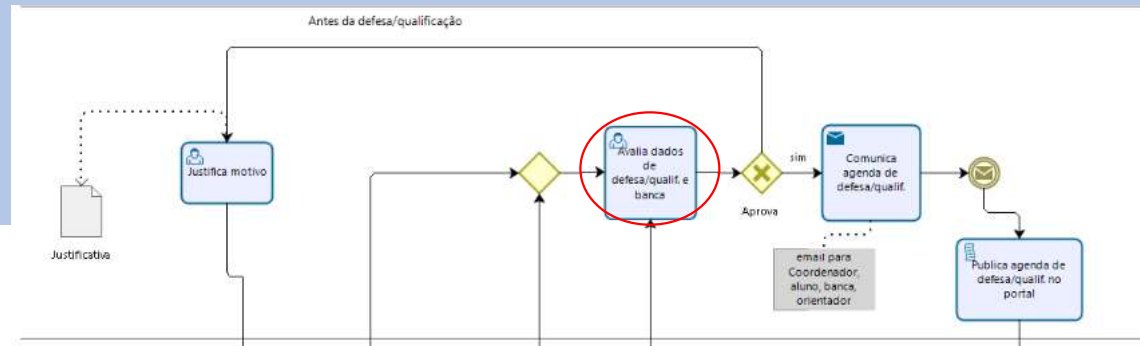 Antes da defesa/qualificação
Justifica motivo
Justificativa
Avalia dados
de
defesa/qualif. e
banca
Aprova
sim
Comunica
agenda de
defesa/qualif.
email para
Coordenador,
aluno, banca,
orientador
Publica agenda de
defesa/qualif. no
portal